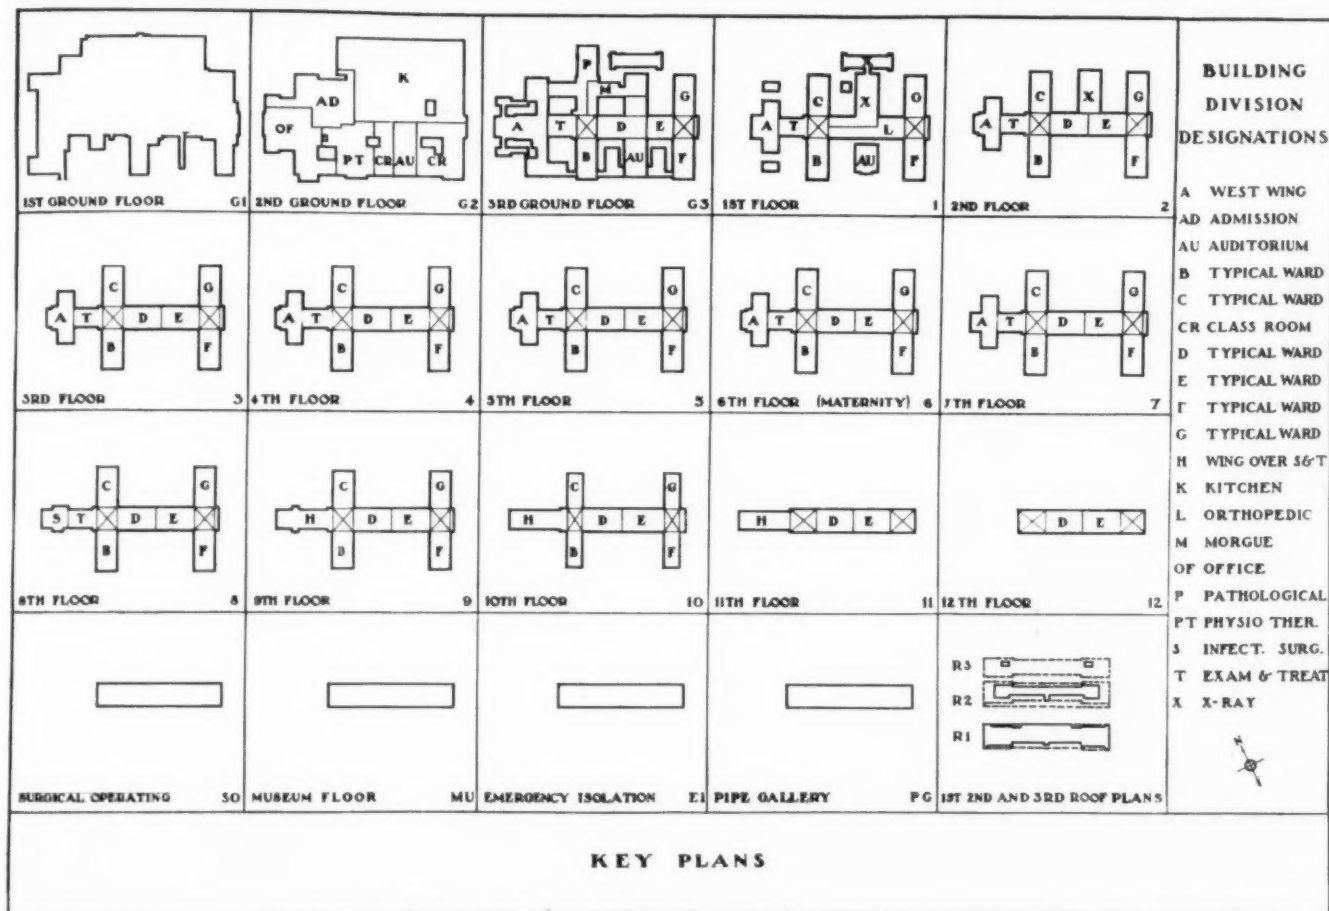 K
AD
OF
B
PT CR AU CR
1ST GROUND FLOOR G1
2ND GROUND FLOOR G2
P
M
G
A T D E
B AU F
3RD GROUND FLOOR G3
X
C X G
A T L
B AU F
1ST FLOOR 1
C X G
A T D E
B F
2ND FLOOR 2
C G
A T D E
B F
3RD FLOOR 3
C G
A T D E
B F
4TH FLOOR 4
C G
A T D E
B F
5TH FLOOR 5
C G
A T D E
B F
6TH FLOOR (MATERNITY) 6
C G
A T D E
B F
7TH FLOOR 7
C G
S T D E
B F
8TH FLOOR 8
C G
H D E
B F
9TH FLOOR 9
C G
H D E
B F
10TH FLOOR 10
H D E
11TH FLOOR 11
D E
12TH FLOOR 12
SURGICAL OPERATING SO
MUSEUM FLOOR MU
EMERGENCY ISOLATION EI
PIPE GALLERY PG
R3
R2
R1
1ST 2ND AND 3RD ROOF PLANS
BUILDING
DIVISION
DESIGNATIONS
A WEST WING
AD ADMISSION
AU AUDITORIUM
B TYPICAL WARD
C TYPICAL WARD
CR CLASS ROOM
D TYPICAL WARD
E TYPICAL WARD
F TYPICAL WARD
G TYPICAL WARD
H WING OVER S&T
K KITCHEN
L ORTHOPEDIC
M MORGUE
OF OFFICE
P PATHOLOGICAL
PT PHYSIO THER.
S INFECT. SURG.
T EXAM & TREAT
X X-RAY
N
KEY PLANS